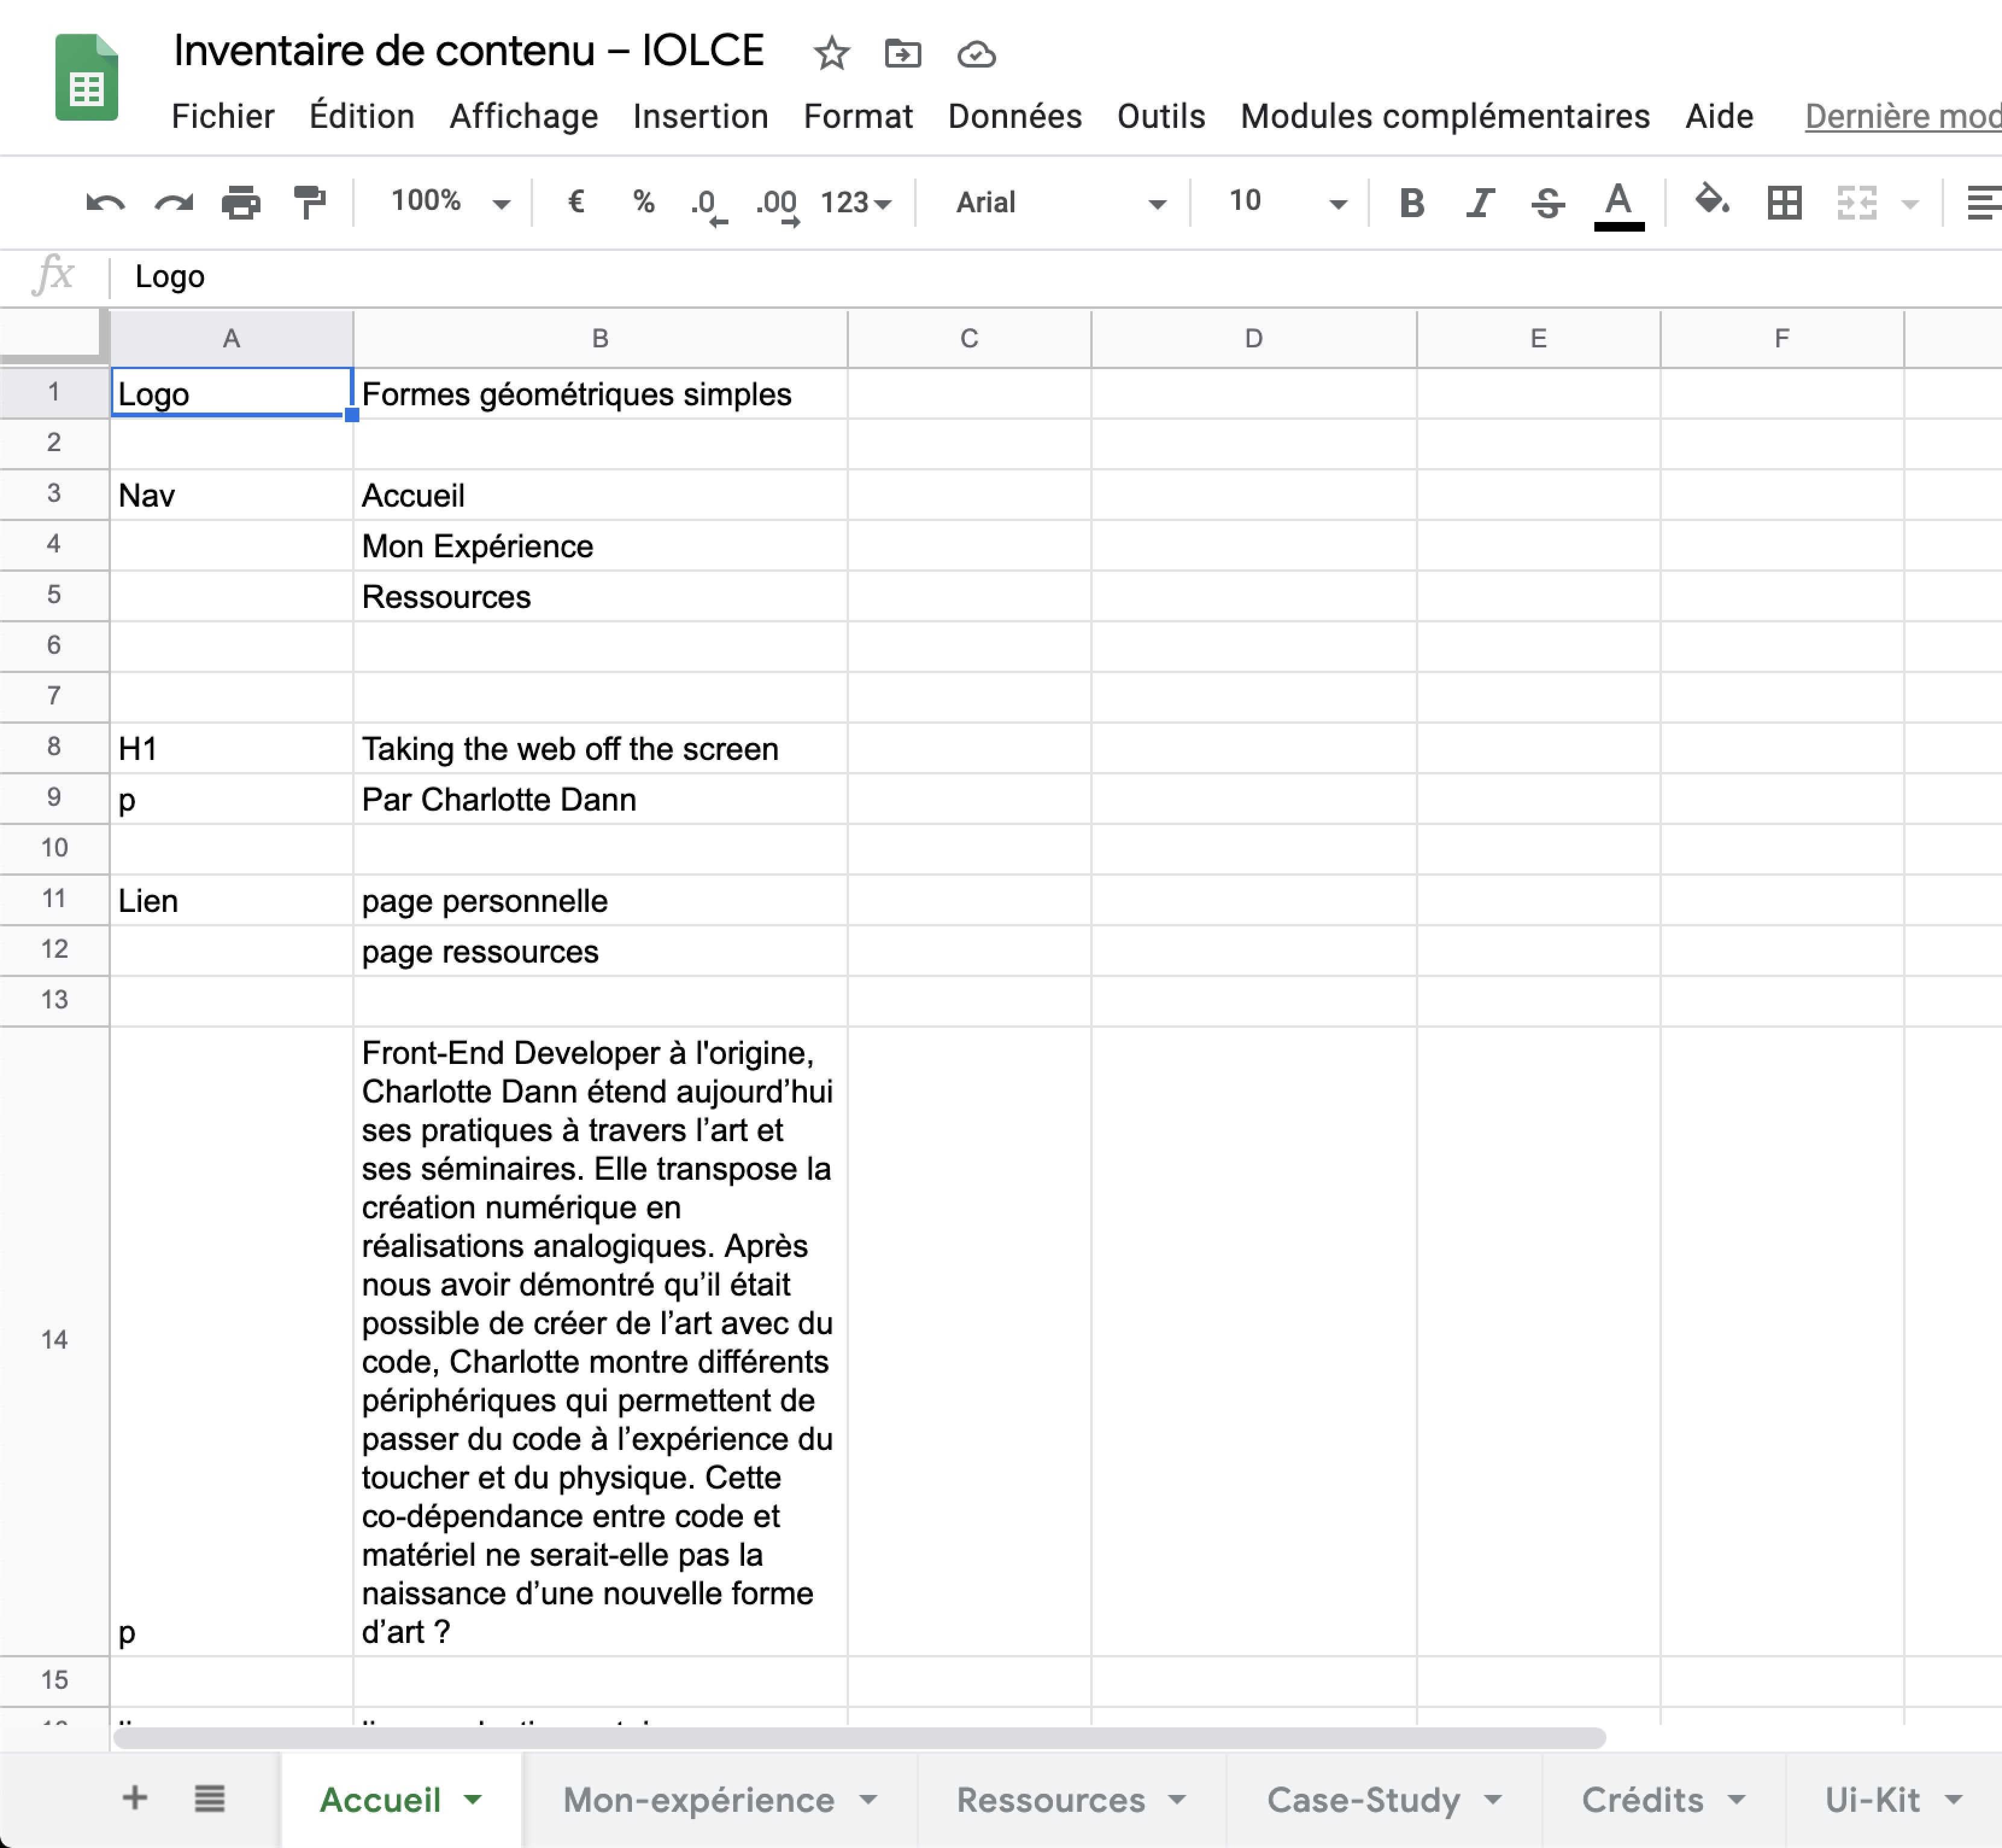 Inventaire de contenu – IOLCE
Fichier Édition Affichage Insertion Format Données Outils Modules complémentaires Aide Dernière mod
100% € % .0 .00 123 Arial 10 B I S A
fx Logo
A B C D E F
1 Logo Formes géométriques simples
2
3 Nav Accueil
4 Mon Expérience
5 Ressources
6
7
8 H1 Taking the web off the screen
9 p Par Charlotte Dann
10
11 Lien page personnelle
12 page ressources
13
Front-End Developer à l'origine,
Charlotte Dann étend aujourd’hui
ses pratiques à travers l’art et
ses séminaires. Elle transpose la
création numérique en
réalisations analogiques. Après
nous avoir démontré qu’il était
possible de créer de l’art avec du
14
code, Charlotte montre différents
périphériques qui permettent de
passer du code à l’expérience du
toucher et du physique. Cette
co-dépendance entre code et
matériel ne serait-elle pas la
naissance d’une nouvelle forme
p d’art ?
15
Accueil Mon-expérience Ressources Case-Study Crédits Ui-Kit